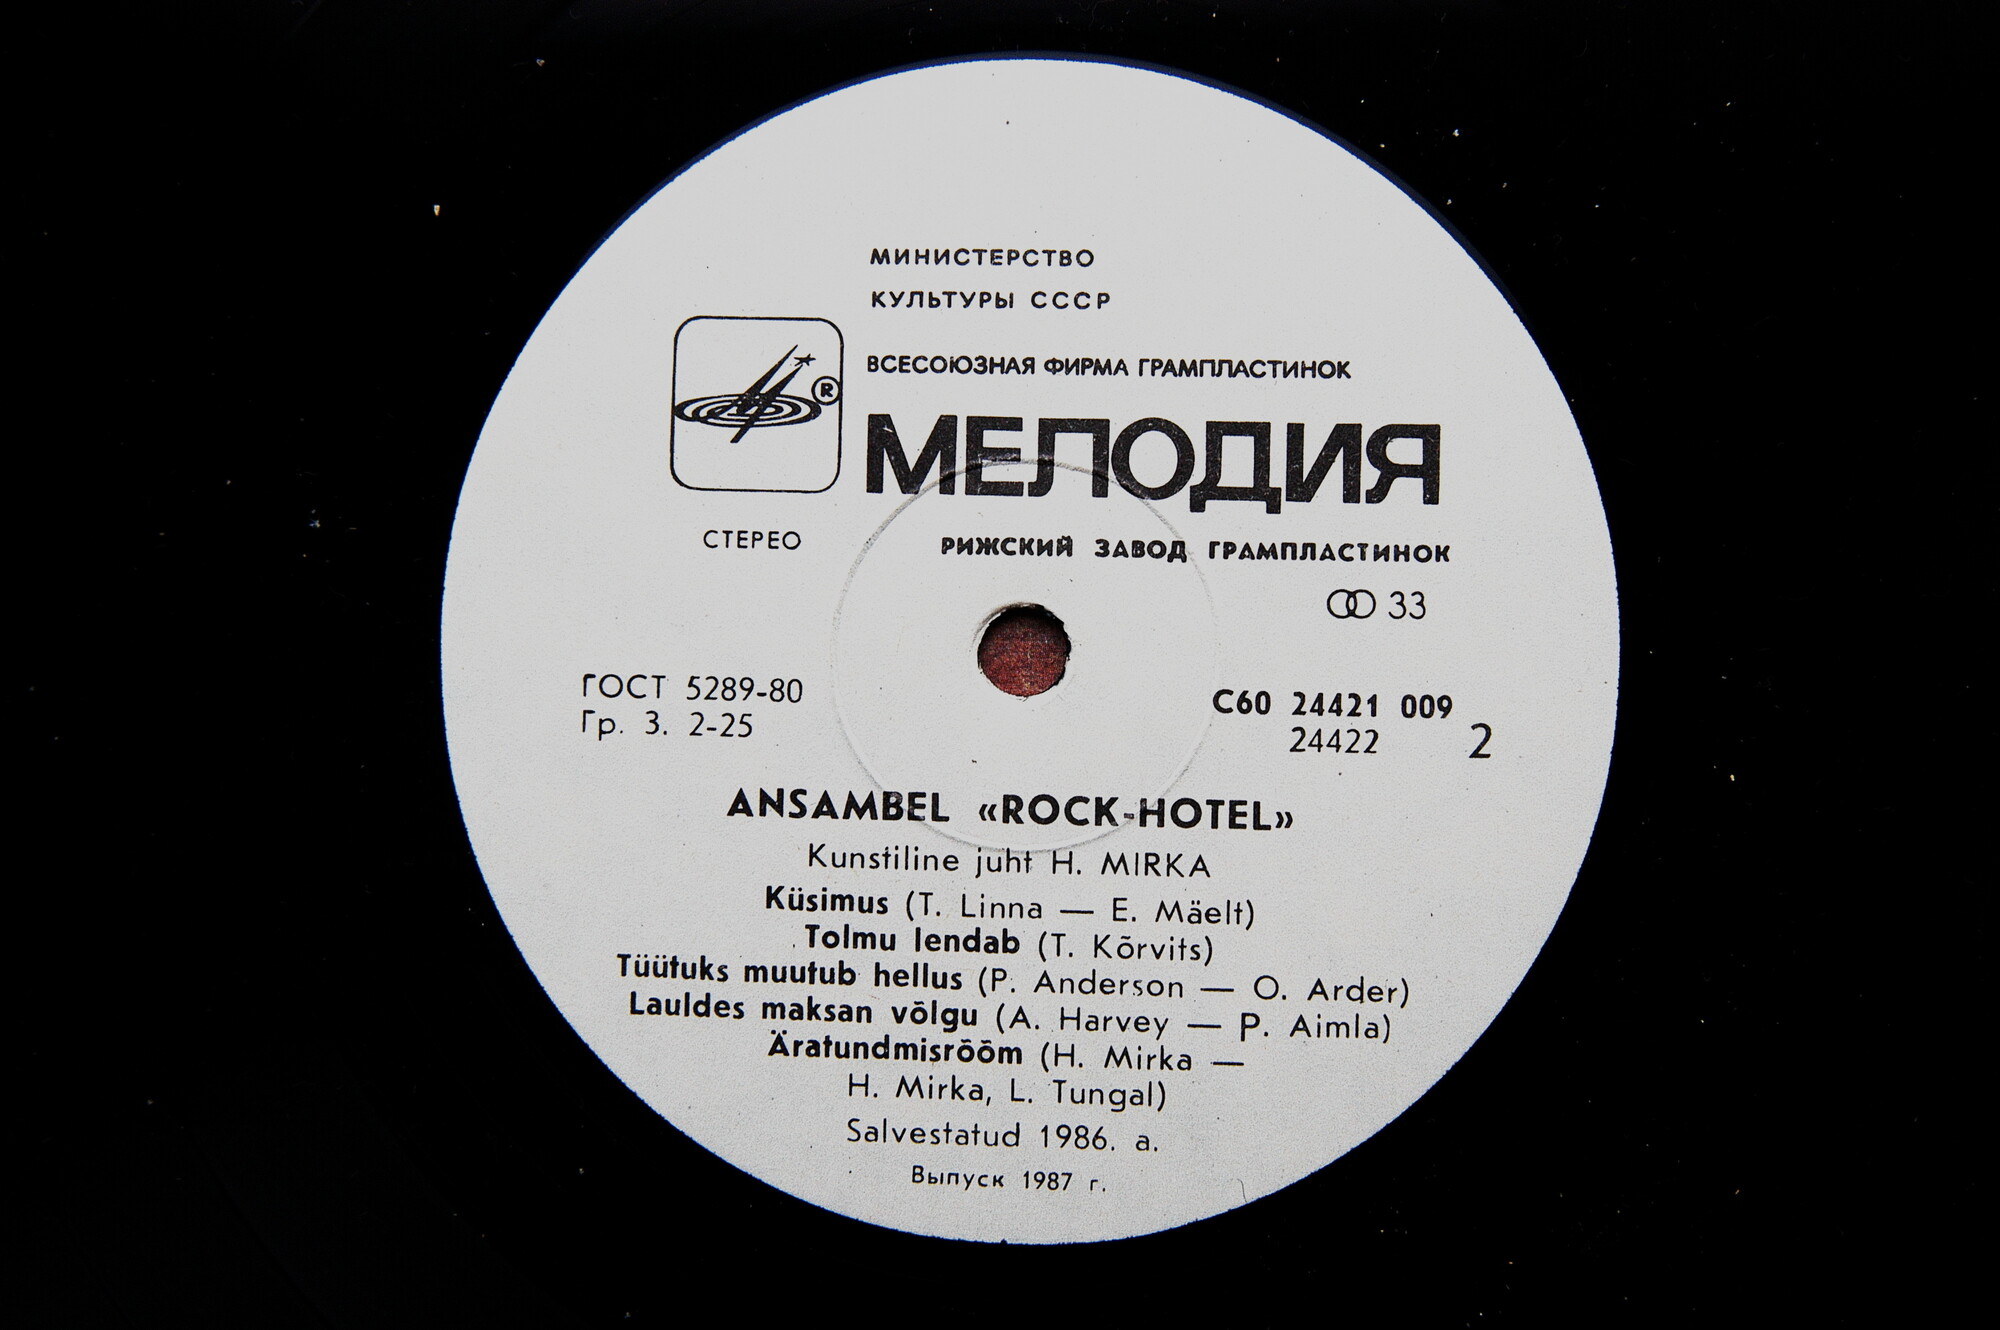 МИНИСТЕРСТВО
КУЛЬТУРЫ СССР
ВСЕСОЮЗНАЯ ФИРМА ГРАМПЛАСТИНОК
®
МЕЛОДИЯ
СТЕРЕО
РИЖСКИЙ ЗАВОД ГРАМПЛАСТИНОК
33
ГОСТ 5289-80
Гр. 3. 2-25
С60 24421 009
24422 2
ANSAMBEL «ROCK-HOTEL»
Kunstiline juht H. MIRKA
Küsimus (T. Linna — E. Mäelt)
Tolmu lendab (T. Kõrvits)
Tüütuks muutub hellus (P. Anderson — O. Arder)
Lauldes maksan võlgu (A. Harvey — P. Aimla)
Äratundmisrõõm (H. Mirka —
H. Mirka, L. Tungal)
Salvestatud 1986. a.
Выпуск 1987 г.